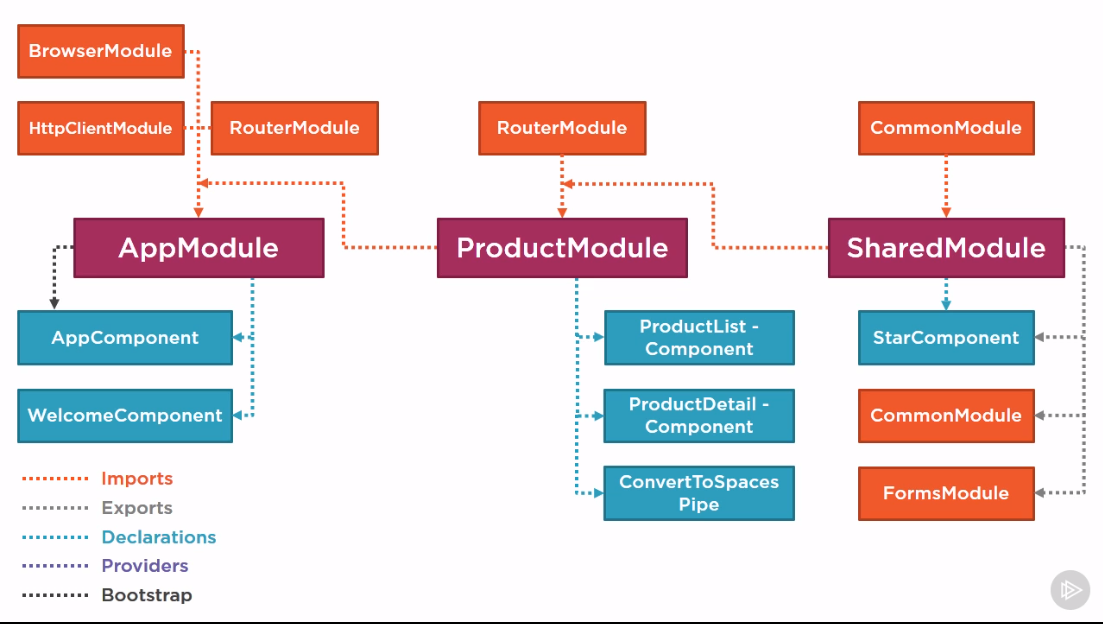 BrowserModule
HttpClientModule
RouterModule
RouterModule
CommonModule
AppModule
ProductModule
SharedModule
AppComponent
ProductList -
Component
StarComponent
WelcomeComponent
ProductDetail -
Component
CommonModule
ConvertToSpaces
Pipe
FormsModule
Imports
Exports
Declarations
Providers
Bootstrap